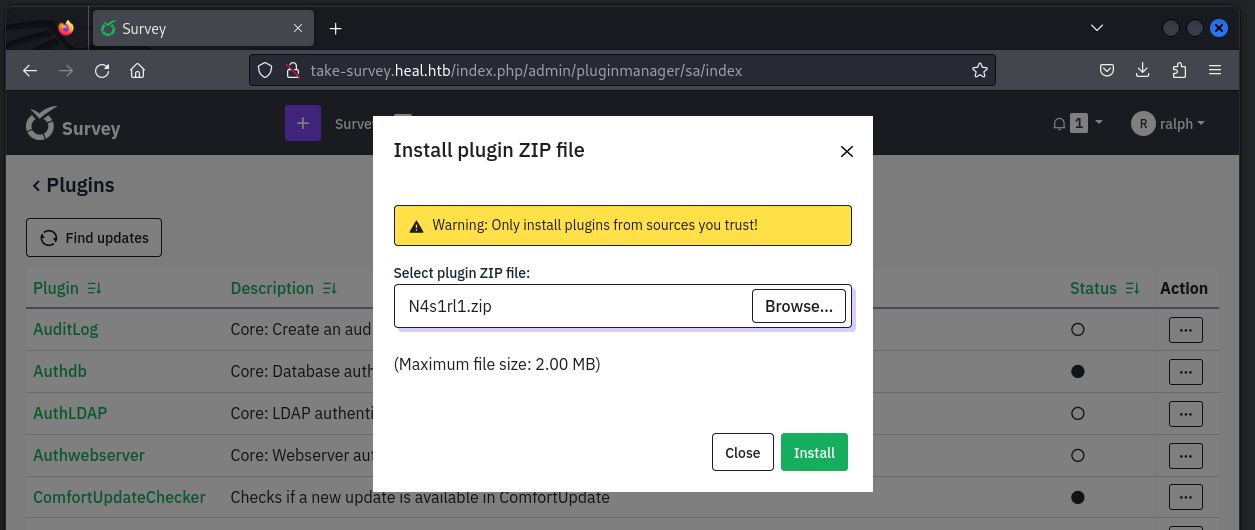 Survey
take-survey.heal.htb/index.php/admin/pluginmanager/sa/index
Survey
+
Surve
1
R
ralph
Plugins
Find updates
Install plugin ZIP file
Warning: Only install plugins from sources you trust!
Select plugin ZIP file:
N4s1rl1.zip
Browse...
(Maximum file size: 2.00 MB)
Close
Install
Plugin Description Status Action
AuditLog Core: Create an aud
Authdb Core: Database auth
AuthLDAP Core: LDAP authenti
Authwebserver Core: Webserver aut
ComfortUpdateChecker Checks if a new update is available in ComfortUpdate